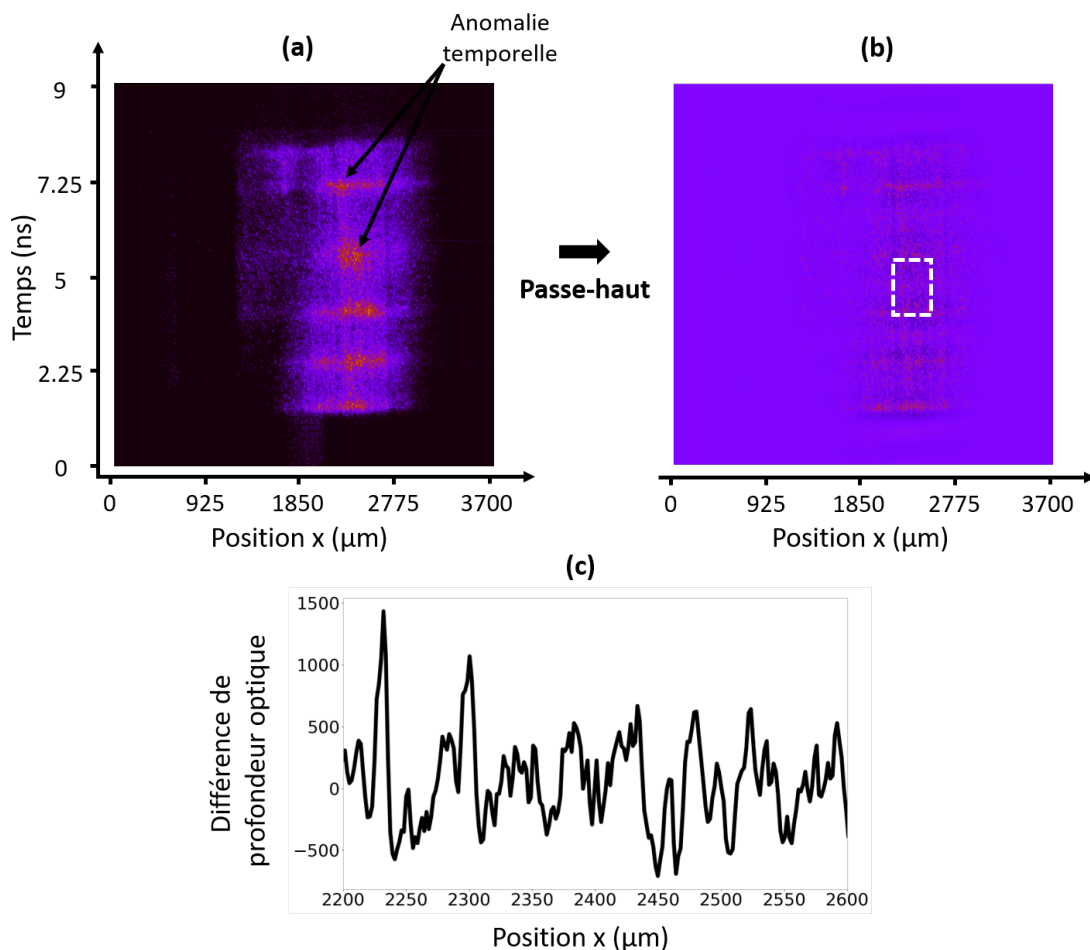 (a)
Anomalie
temporelle
(b)
Temps (ns)
9
7.25
5
2.25
0
0 925 1850 2775 3700
Position x (μm)
Passe-haut
0 925 1850 2775 3700
Position x (μm)
(c)
Différence de
profondeur optique
1500
1000
500
0
−500
2200 2250 2300 2350 2400 2450 2500 2550 2600
Position x (μm)